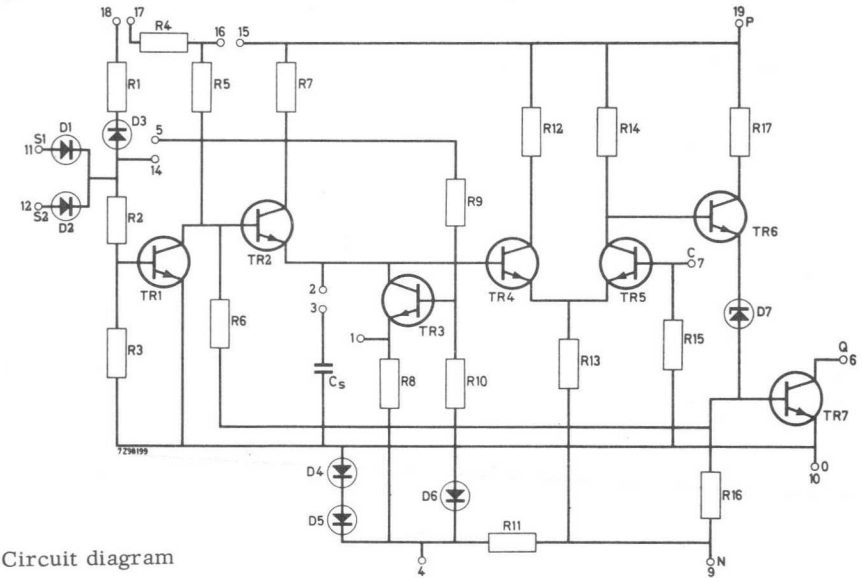 18 17 R4 16 15 19 P
R1 R5 R7
D3 5 R12 R14 R17
S1 D1
11
14
12 S2 D2
R2 R9
TR1 TR2 TR4 TR5 C 7 TR6
2
3
R6 TR3 D7
1
R3 R15 Q 6
Cs R8 R10 R13
TR7
7Z98199
D4 0 10
D6 R16
D5
R11
4 9 N
Circuit diagram